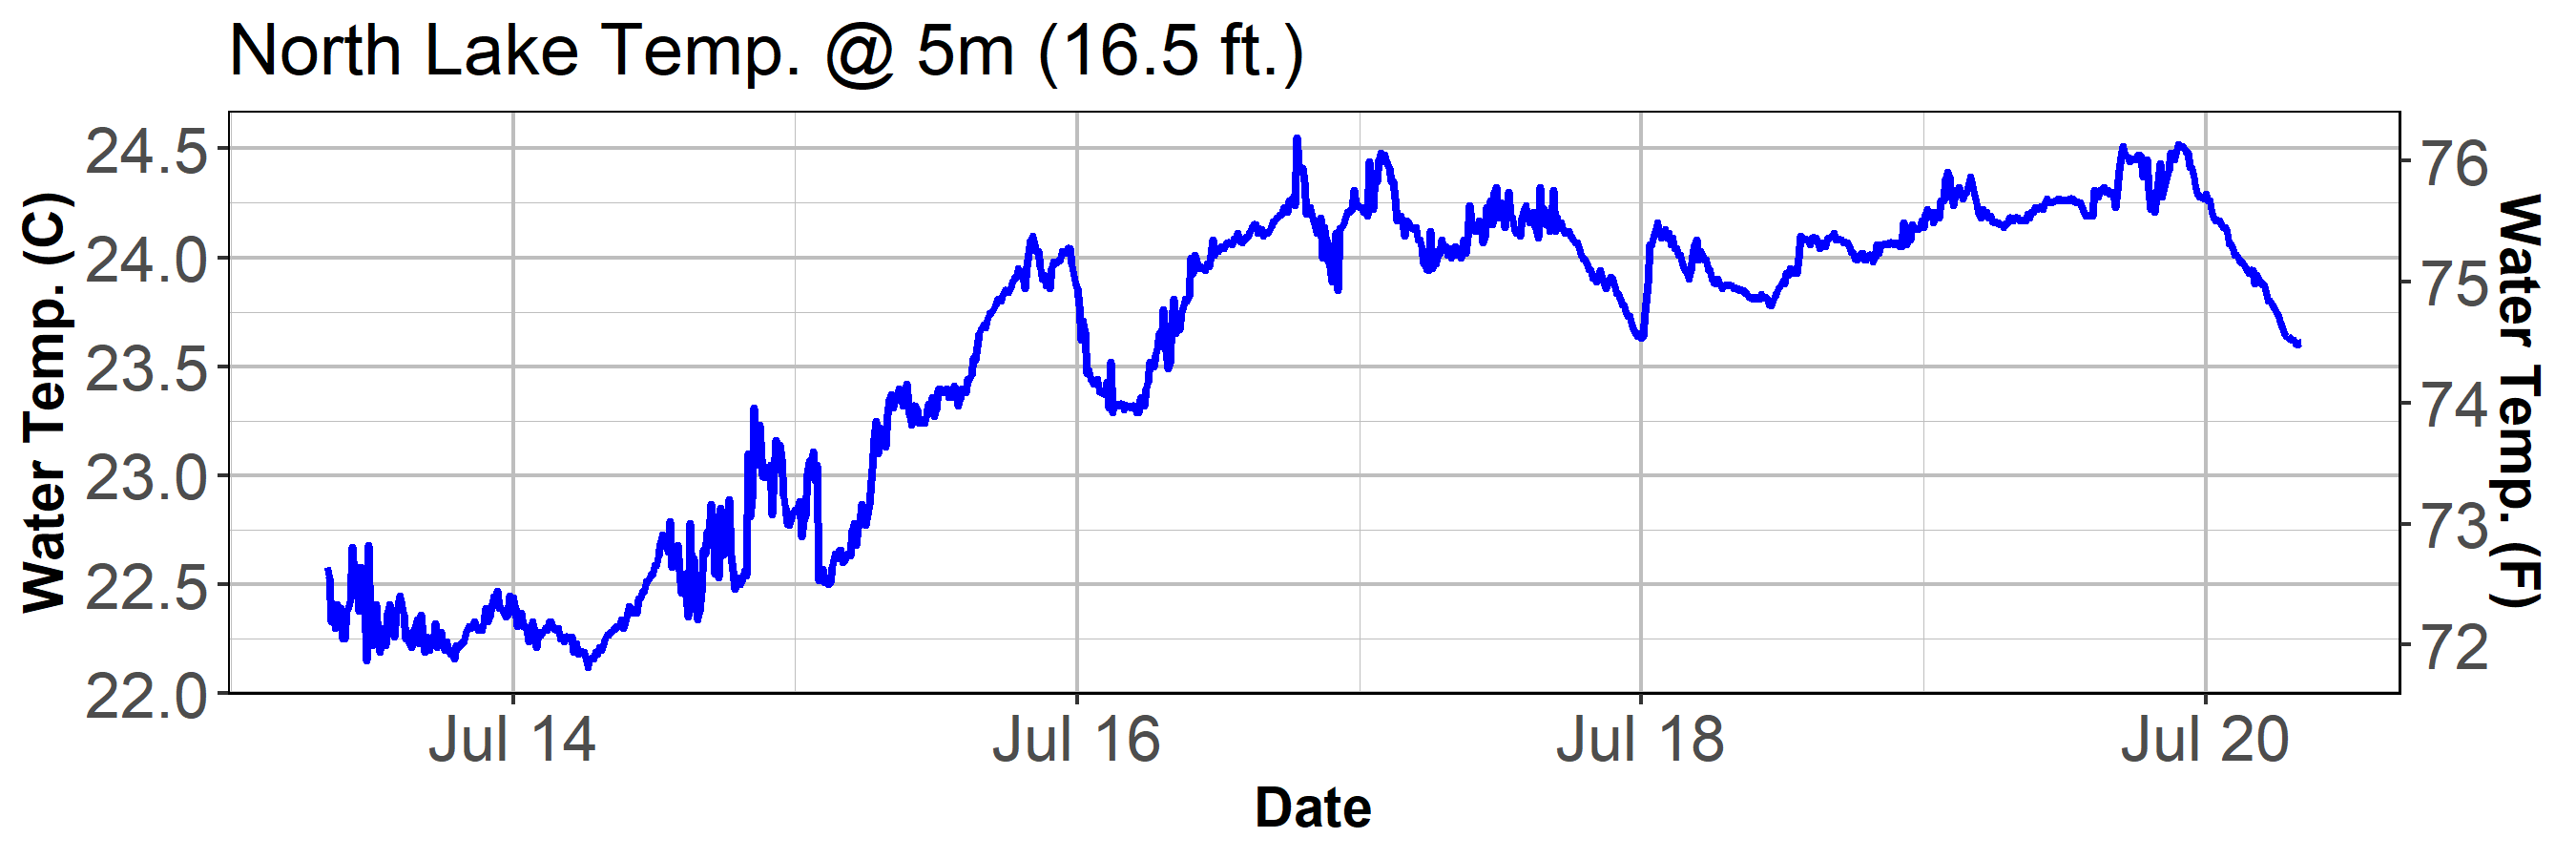 North Lake Temp. @ 5m (16.5 ft.)
Water Temp. (C)
24.5
24.0
23.5
23.0
22.5
22.0
76
75
74
73
72
Water Temp. (F)
Jul 14 Jul 16 Jul 18 Jul 20
Date